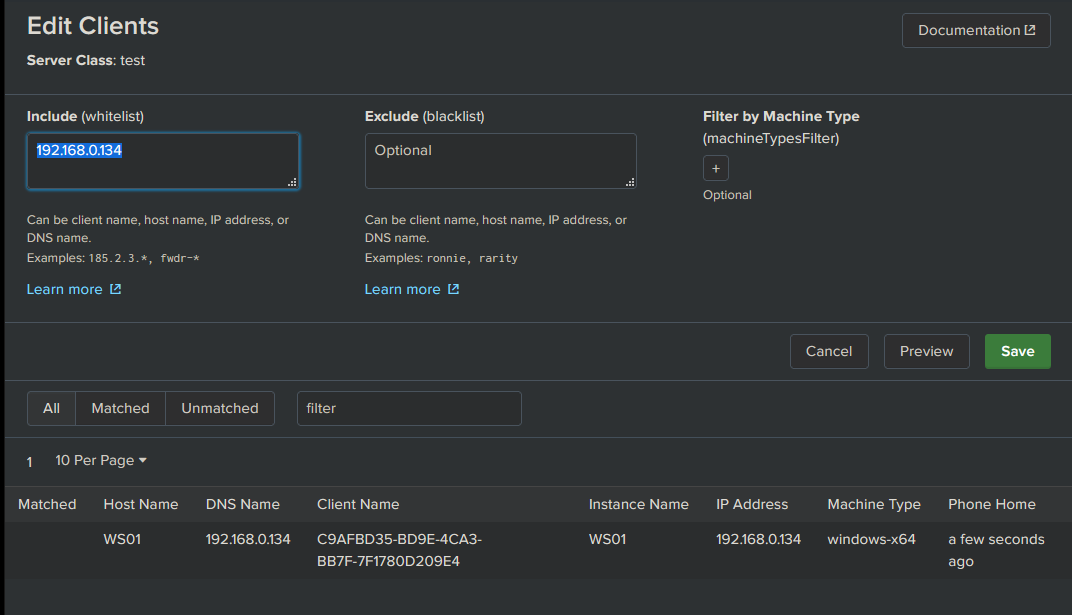 Edit Clients
Documentation
Server Class: test
Include (whitelist)
192.168.0.134
Can be client name, host name, IP address, or
DNS name.
Examples: 185.2.3.*, fwdr-*
Learn more
Exclude (blacklist)
Optional
Can be client name, host name, IP address, or
DNS name.
Examples: ronnie, rarity
Learn more
Filter by Machine Type
(machineTypesFilter)
+
Optional
Cancel Preview Save
All Matched Unmatched filter
1 10 Per Page
Matched Host Name DNS Name Client Name Instance Name IP Address Machine Type Phone Home
WS01 192.168.0.134 C9AFBD35-BD9E-4CA3- WS01 192.168.0.134 windows-x64 a few seconds
BB7F-7F1780D209E4 ago